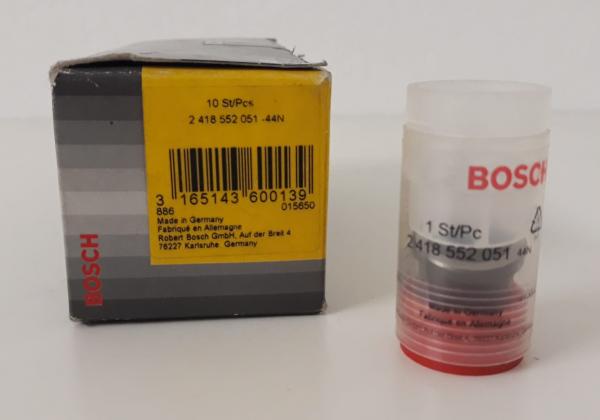 10 St/Pcs
2 418 552 051 -44N
3 165143 600139
886
015650
Made in Germany
Fabriqué en Allemagne
Robert Bosch GmbH, Auf der Breit 4
76227 Karlsruhe. Germany
BOSCH
BOSCH
1 St/Pc
2 418 552 051 44N
Made in Germany
Fabriqué en Allemagne